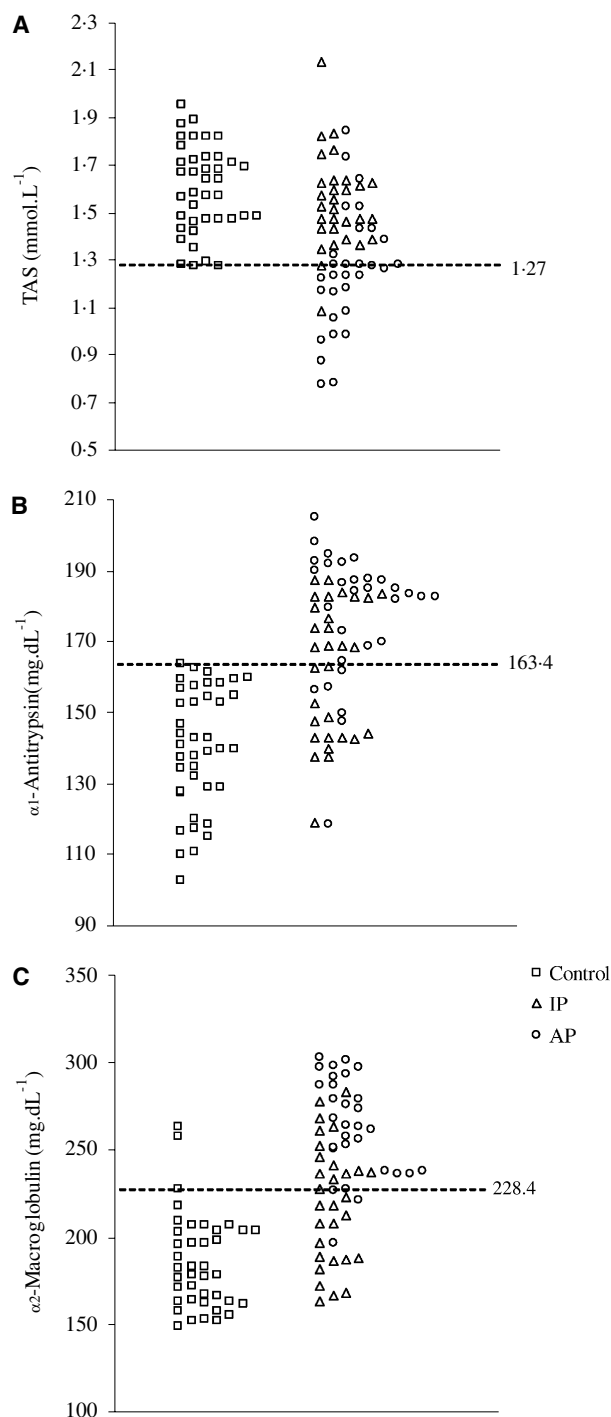 A
2·3
2·1
1·9
1·7
1·5
1·3
1·1
0·9
0·7
0·5
TAS (mmol.L⁻¹)
1·27
B
210
190
170
150
130
110
90
α1-Antitrypsin(mg.dL⁻¹)
163·4
C
350
300
250
200
150
100
α2-Macroglobulin (mg.dL⁻¹)
228.4
Control
IP
AP